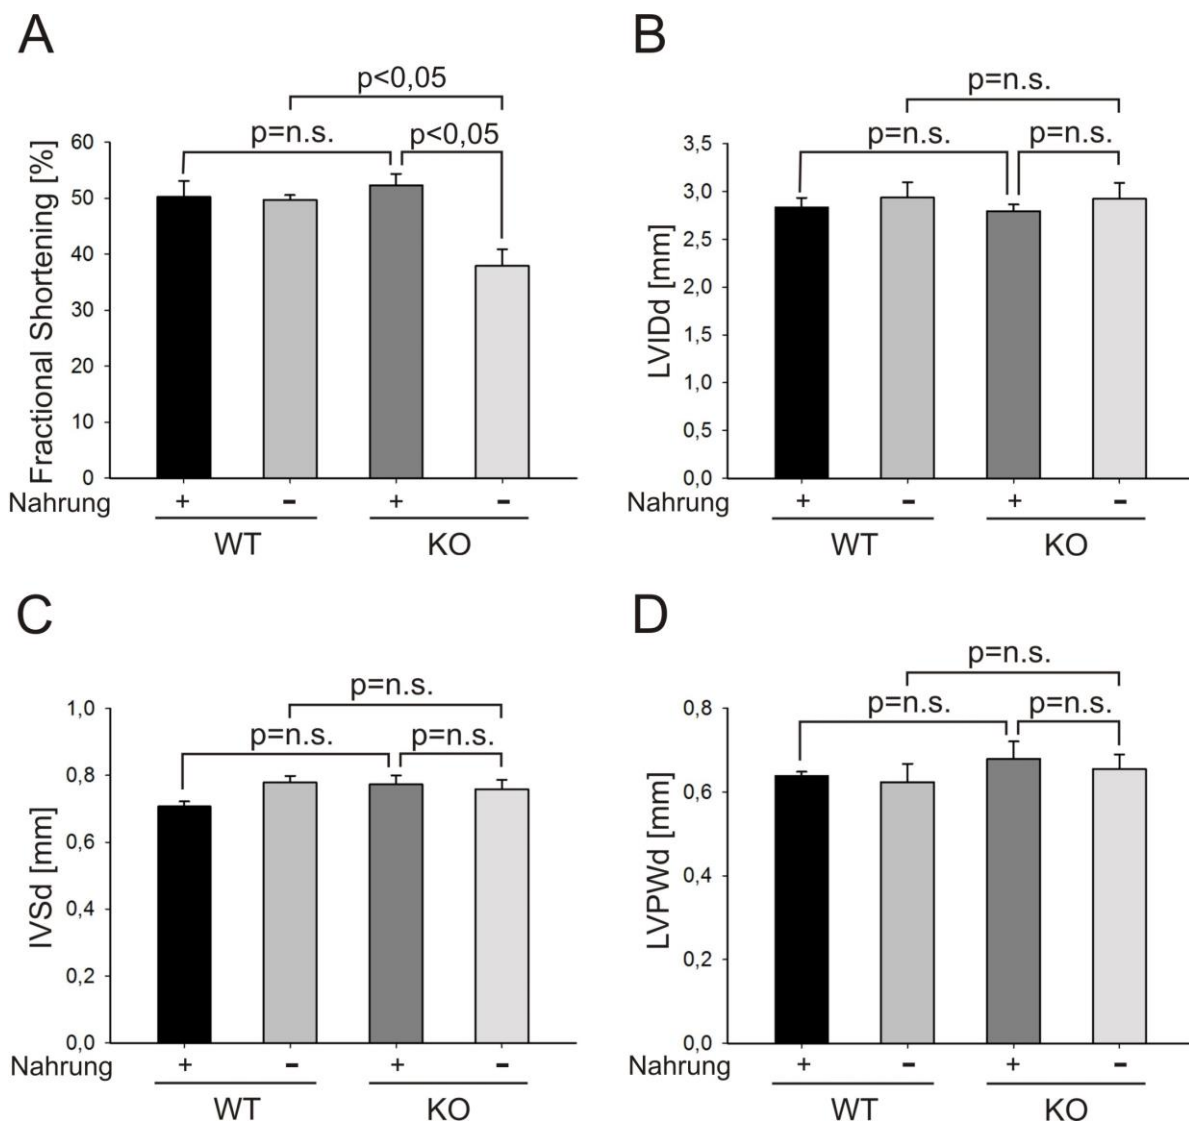 A
p<0,05
p=n.s.
p<0,05
Fractional Shortening [%]
60
50
40
30
20
10
0
Nahrung + - + -
WT KO
B
p=n.s.
p=n.s.
p=n.s.
LVIDd [mm]
3,5
3,0
2,5
2,0
1,5
1,0
0,5
0,0
Nahrung + - + -
WT KO
C
p=n.s.
p=n.s.
p=n.s.
IVSd [mm]
1,0
0,8
0,6
0,4
0,2
0,0
Nahrung + - + -
WT KO
D
p=n.s.
p=n.s.
p=n.s.
LVPWd [mm]
0,8
0,6
0,4
0,2
0,0
Nahrung + - + -
WT KO